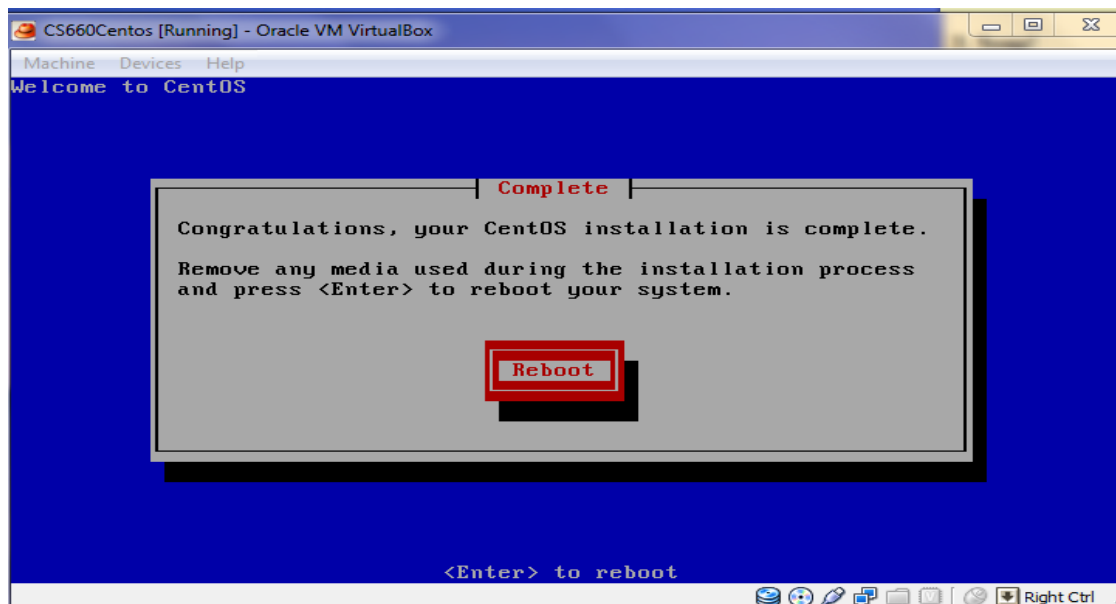 CS660Centos [Running] - Oracle VM VirtualBox
Machine Devices Help
Welcome to CentOS
Complete
Congratulations, your CentOS installation is complete.
Remove any media used during the installation process
and press <Enter> to reboot your system.
Reboot
<Enter> to reboot
Right Ctrl